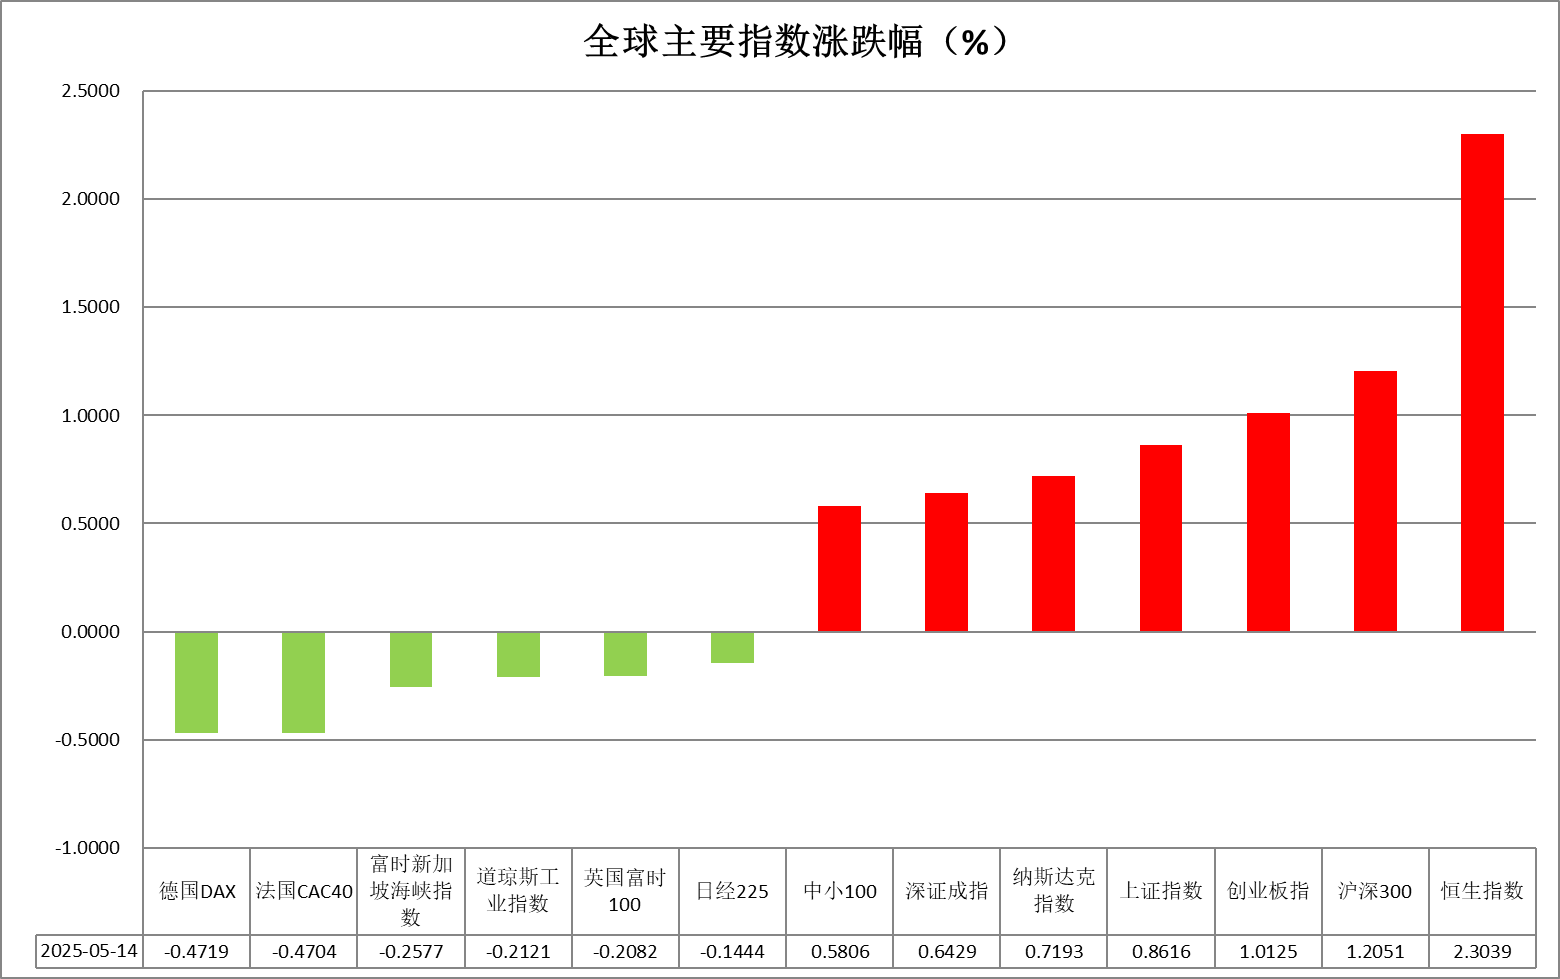 全球主要指数涨跌幅（%）
2.5000
2.0000
1.5000
1.0000
0.5000
0.0000
-0.5000
-1.0000
德国DAX
法国CAC40
富时新加
坡海峡指
数
道琼斯工
业指数
英国富时
100
日经225
中小100
深证成指
纳斯达克
指数
上证指数
创业板指
沪深300
恒生指数
2025-05-14 -0.4719 -0.4704 -0.2577 -0.2121 -0.2082 -0.1444 0.5806 0.6429 0.7193 0.8616 1.0125 1.2051 2.3039